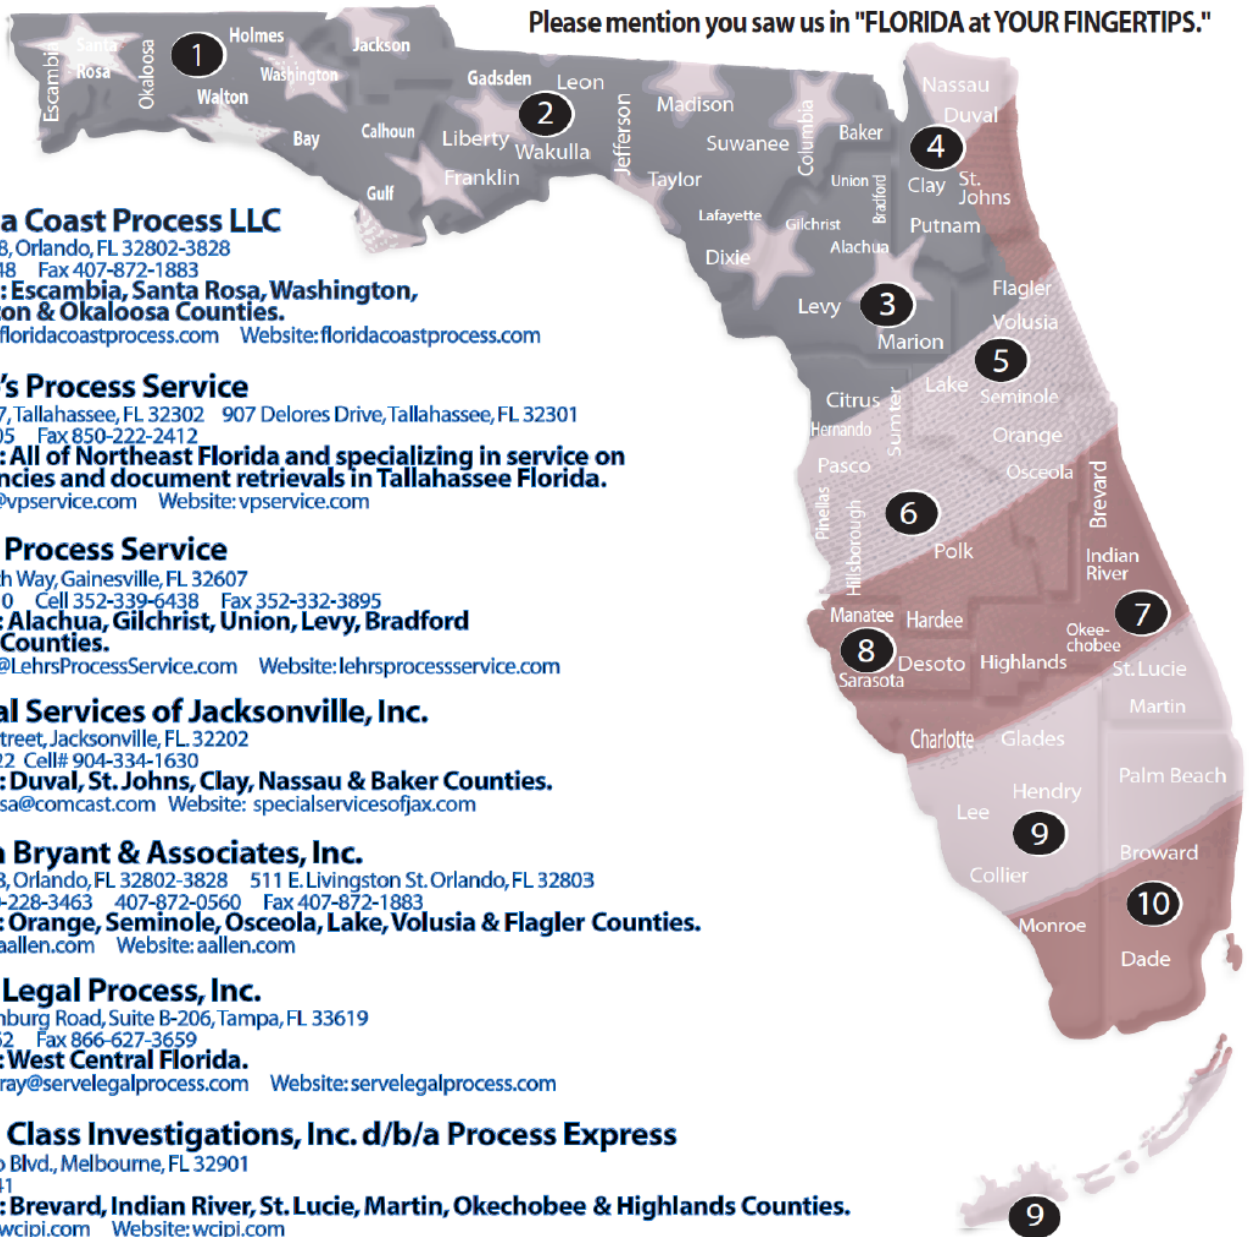 Please mention you saw us in "FLORIDA at YOUR FINGERTIPS."
Escambia
Santa
Rosa
Okaloosa
1
Holmes
Walton
Washington
Jackson
Bay
Calhoun
Gulf
Gadsden
Leon
2
Liberty
Wakulla
Franklin
Jefferson
Madison
Taylor
Suwanee
Columbia
Baker
Union
Bradford
Lafayette
Gilchrist
Alachua
Dixie
Levy
3
Marion
Nassau
Duval
4
Clay
St.
Johns
Putnam
Flagler
Volusia
5
Lake
Seminole
Citrus
Sumter
Hernando
Orange
Pasco
Osceola
Pinellas
Hillsborough
6
Polk
Brevard
Indian
River
7
Manatee
Hardee
8
Sarasota
Desoto
Highlands
Okee-
chobee
St. Lucie
Martin
Charlotte
Glades
Palm Beach
Hendry
Lee
9
Collier
Broward
10
Monroe
Dade
9
a Coast Process LLC
8, Orlando, FL 32802-3828
48 Fax 407-872-1883
: Escambia, Santa Rosa, Washington,
on & Okaloosa Counties.
floridacoastprocess.com Website: floridacoastprocess.com
's Process Service
7, Tallahassee, FL 32302 907 Delores Drive, Tallahassee, FL 32301
05 Fax 850-222-2412
: All of Northeast Florida and specializing in service on
ncies and document retrievals in Tallahassee Florida.
@vpservice.com Website: vpservice.com
Process Service
h Way, Gainesville, FL 32607
0 Cell 352-339-6438 Fax 352-332-3895
: Alachua, Gilchrist, Union, Levy, Bradford
Counties.
@LehrsProcessService.com Website: lehrsprocessservice.com
al Services of Jacksonville, Inc.
treet, Jacksonville, FL. 32202
22 Cell# 904-334-1630
: Duval, St. Johns, Clay, Nassau & Baker Counties.
sa@comcast.com Website: specialservicesofjax.com
n Bryant & Associates, Inc.
8, Orlando, FL 32802-3828 511 E. Livingston St. Orlando, FL 32803
-228-3463 407-872-0560 Fax 407-872-1883
: Orange, Seminole, Osceola, Lake, Volusia & Flagler Counties.
aallen.com Website: aallen.com
Legal Process, Inc.
nburg Road, Suite B-206, Tampa, FL 33619
52 Fax 866-627-3659
: West Central Florida.
ray@servelegalprocess.com Website: servelegalprocess.com
Class Investigations, Inc. d/b/a Process Express
o Blvd., Melbourne, FL 32901
41
: Brevard, Indian River, St. Lucie, Martin, Okechobee & Highlands Counties.
wcipi.com Website: wcipi.com